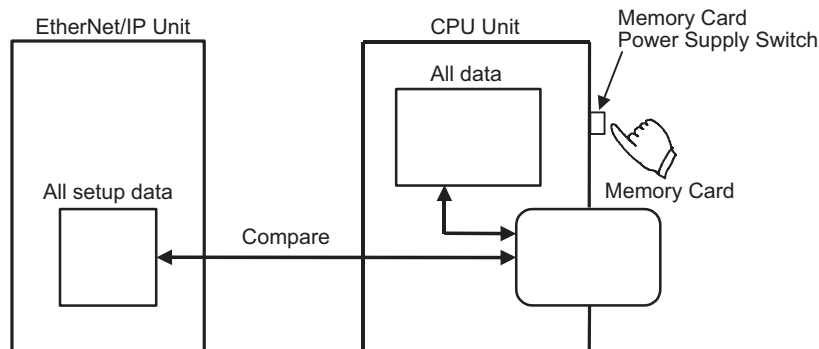 EtherNet/IP Unit
CPU Unit
Memory Card
Power Supply Switch
All data
All setup data
Memory Card
Compare